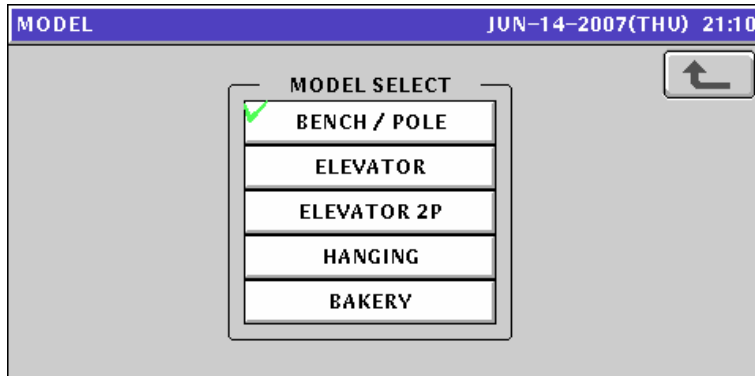 MODEL JUN-14-2007(THU) 21:10
MODEL SELECT
BENCH / POLE
ELEVATOR
ELEVATOR 2P
HANGING
BAKERY